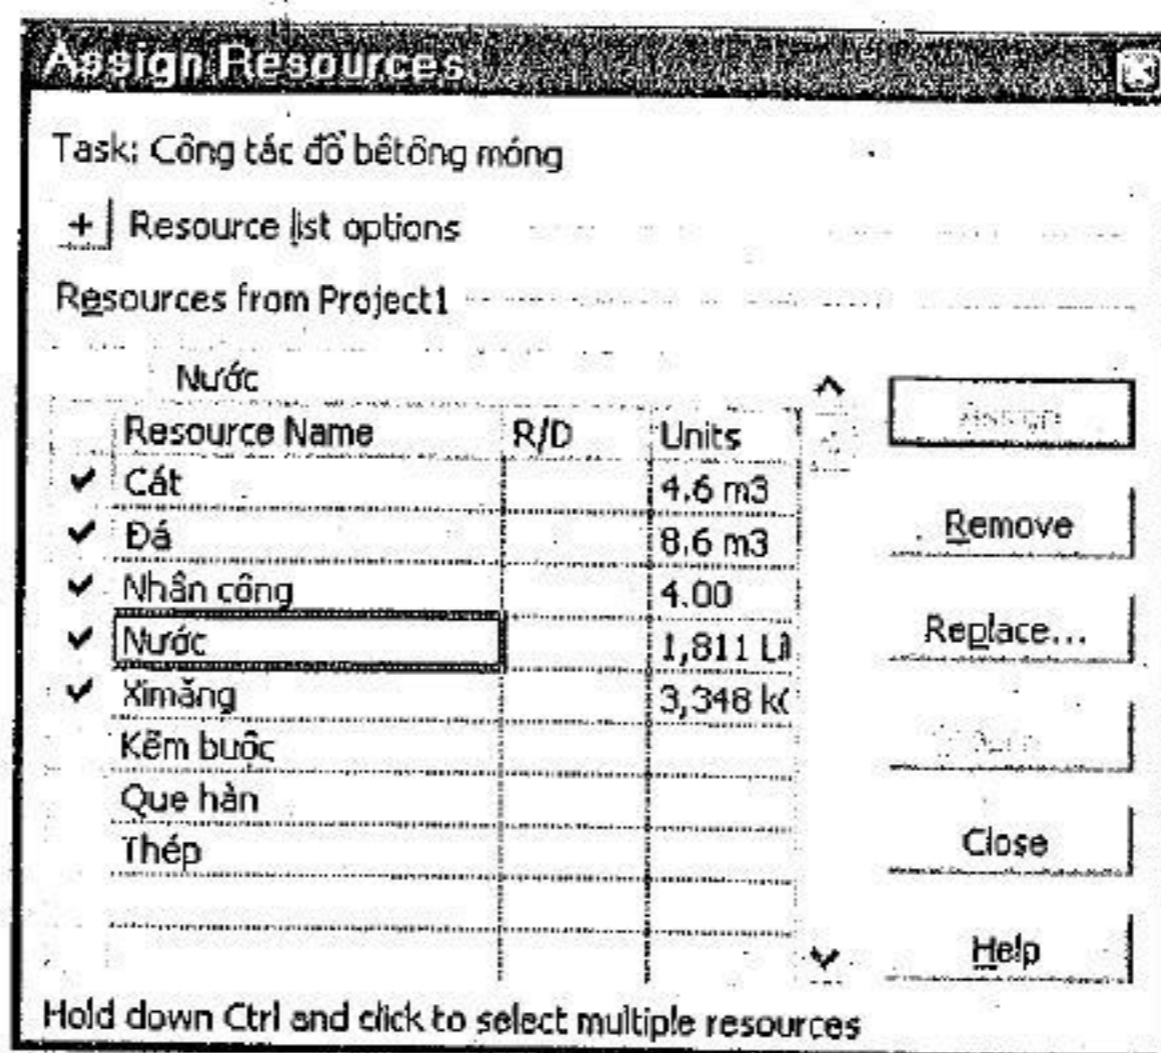 Assign Resources
Task: Công tác đổ bêtông móng
+ Resource list options
Resources from Project1
Nước
Resource Name R/D Units
Assign
✔ Cát 4.6 m3
✔ Đá 8.6 m3
Remove
✔ Nhân công 4.00
✔ Nước 1,811 Lí
Replace...
✔ Ximăng 3,348 k(
Kẽm buộc
Que hàn
Thép
Close
Help
Hold down Ctrl and click to select multiple resources